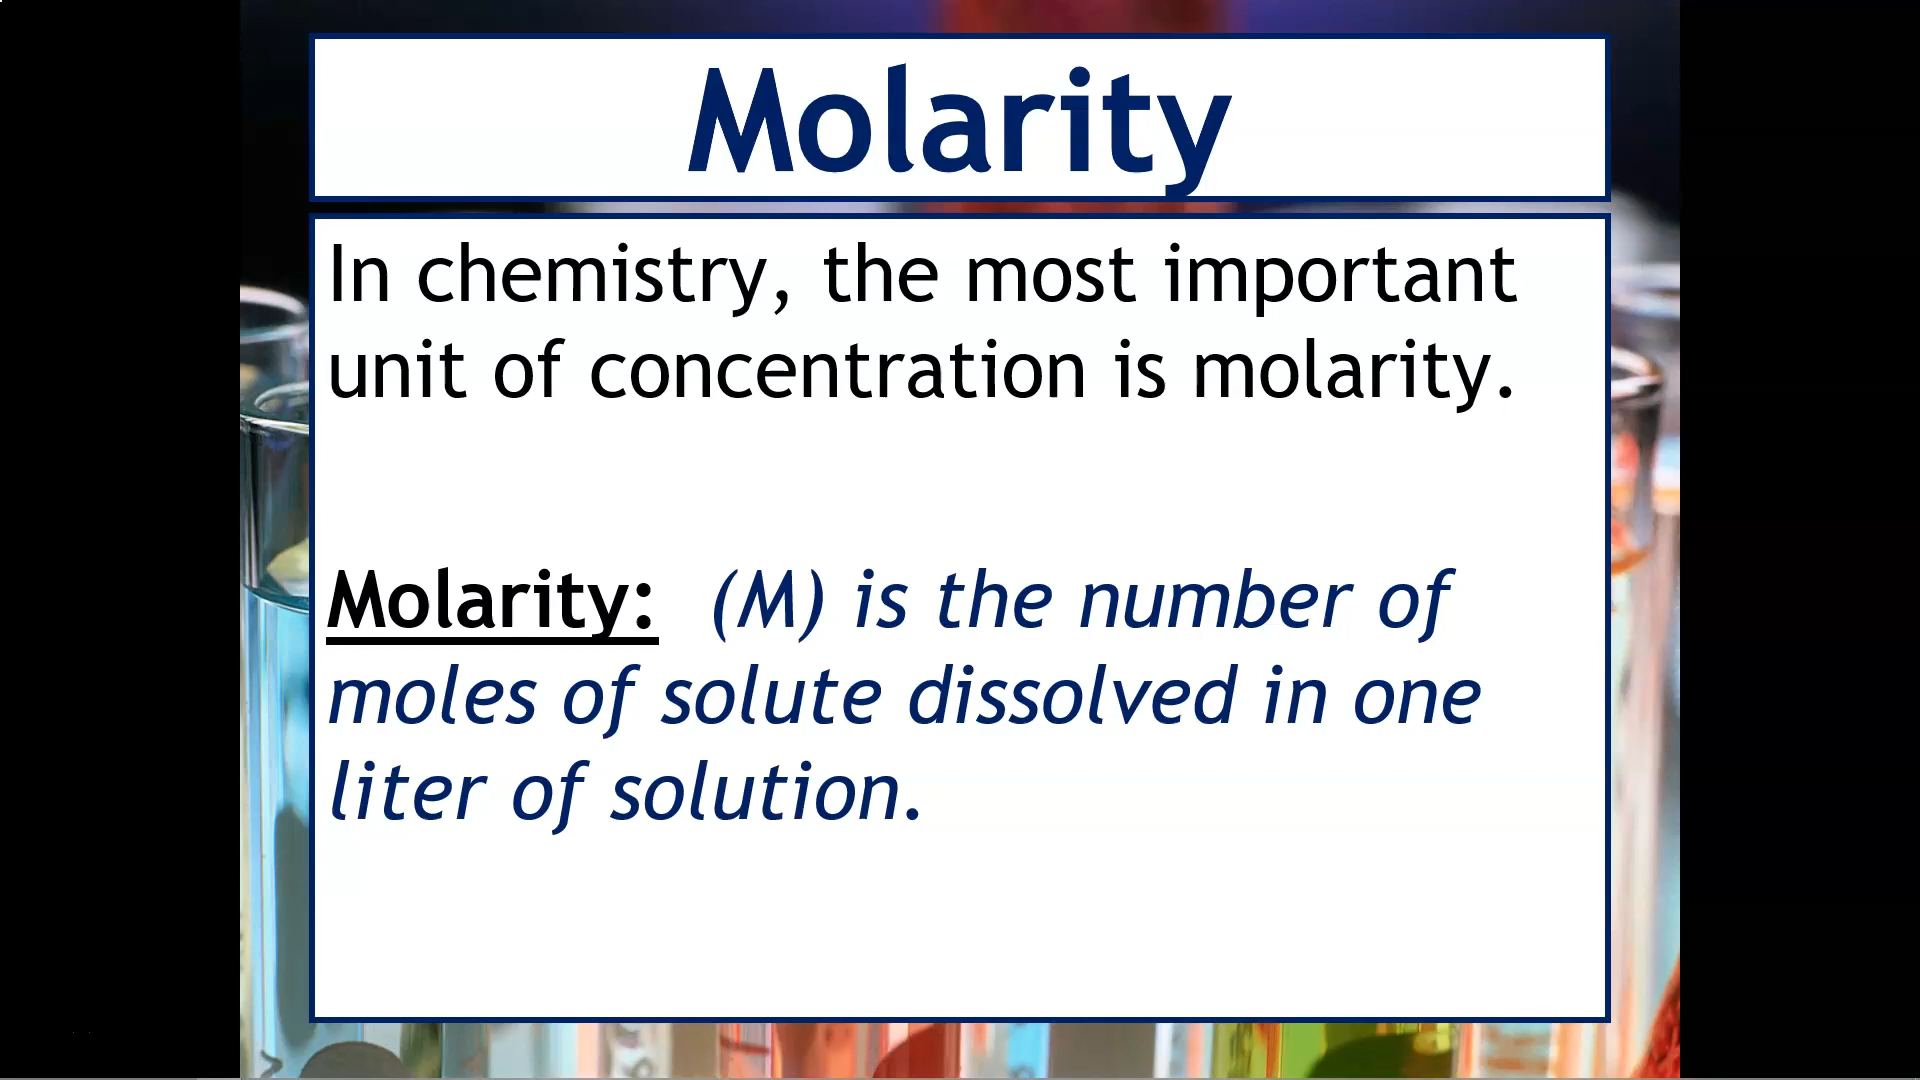 Molarity
In chemistry, the most important
unit of concentration is molarity.
Molarity: (M) is the number of
moles of solute dissolved in one
liter of solution.